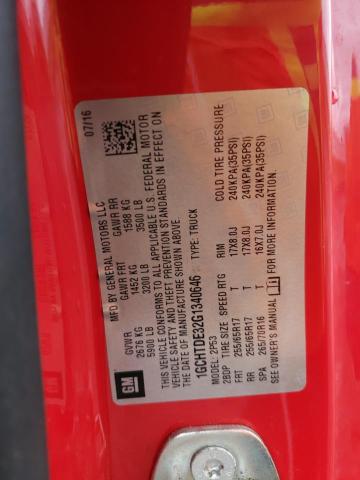 07/16
MFD BY GENERAL MOTORS LLC
GVWR GAWR FRT GAWR RR
2676 KG 1452 KG 1588 KG
5900 LB 3200 LB 3500 LB
THIS VEHICLE CONFORMS TO ALL APPLICABLE U.S. FEDERAL MOTOR
VEHICLE SAFETY AND THEFT PREVENTION STANDARDS IN EFFECT ON
THE DATE OF MANUFACTURE SHOWN ABOVE.
1GCHTDE32G1340646 TYPE: TRUCK
MODEL: 2P53
2BDP TIRE SIZE SPEED RTG RIM COLD TIRE PRESSURE
FRT 255/65R17 T 17X8.0J 240KPA(35PSI)
RR 255/65R17 T 17X8.0J 240KPA(35PSI)
SPA 265/70R16 T 16X7.0J 240KPA(35PSI)
SEE OWNER'S MANUAL FOR MORE INFORMATION.
GM